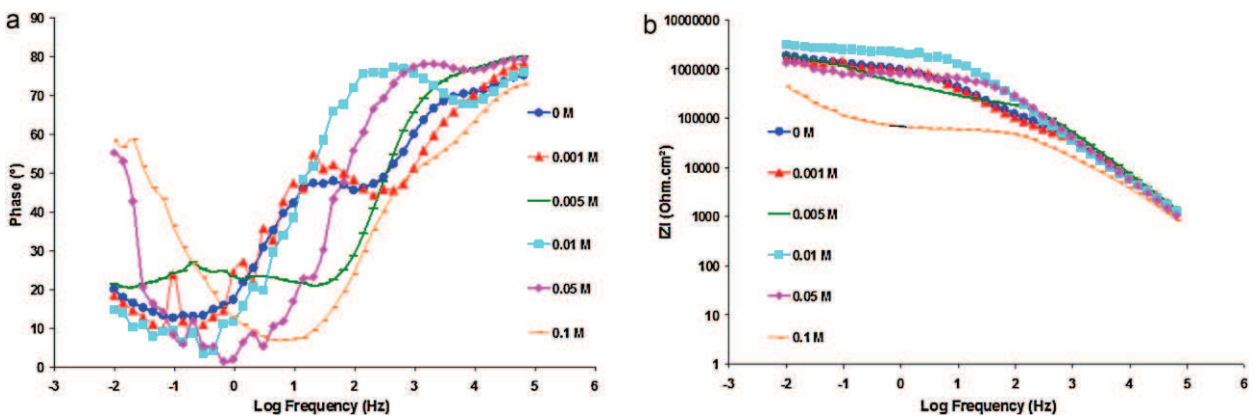 a
90
80
70
60
50
40
30
20
10
0
Phase (°)
-3 -2 -1 0 1 2 3 4 5 6
Log Frequency (Hz)
0 M
0.001 M
0.005 M
0.01 M
0.05 M
0.1 M
b
10000000
1000000
100000
10000
1000
100
10
1
IZI (Ohm.cm²)
0 M
0.001 M
0.005 M
0.01 M
0.05 M
0.1 M
-3 -2 -1 0 1 2 3 4 5 6
Log Frequency (Hz)